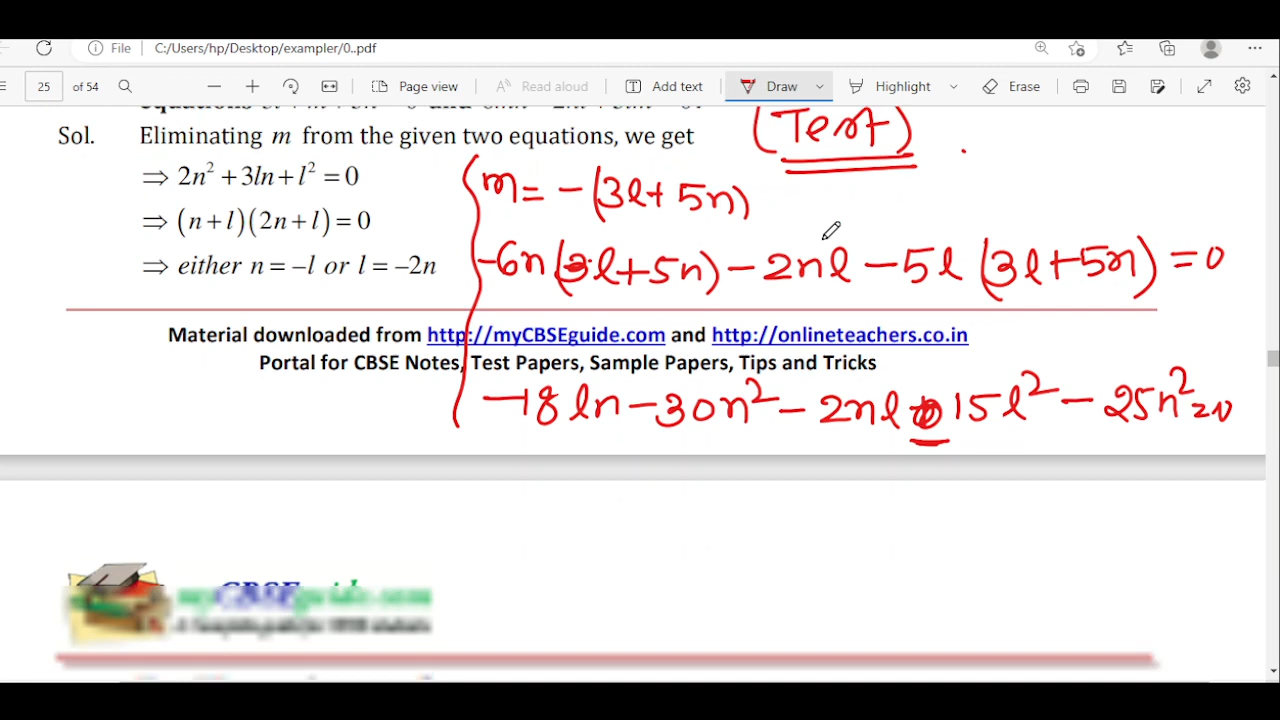 File C:/Users/hp/Desktop/exampler/0..pdf
25 of 54 Page view Read aloud Add text Draw Highlight Erase
(Test) .
Sol. Eliminating m from the given two equations, we get
⇒ 2n² + 3ln + l² = 0
⇒ (n + l)(2n + l) = 0
⇒ either n = –l or l = –2n
m = –(3l + 5n)
–6n(3l + 5n) – 2nl – 5l (3l + 5n) = 0
Material downloaded from http://myCBSEguide.com and http://onlineteachers.co.in
Portal for CBSE Notes, Test Papers, Sample Papers, Tips and Tricks
–18ln – 30n² – 2nl 15l² – 25n² = 0
myCBSEguide.com